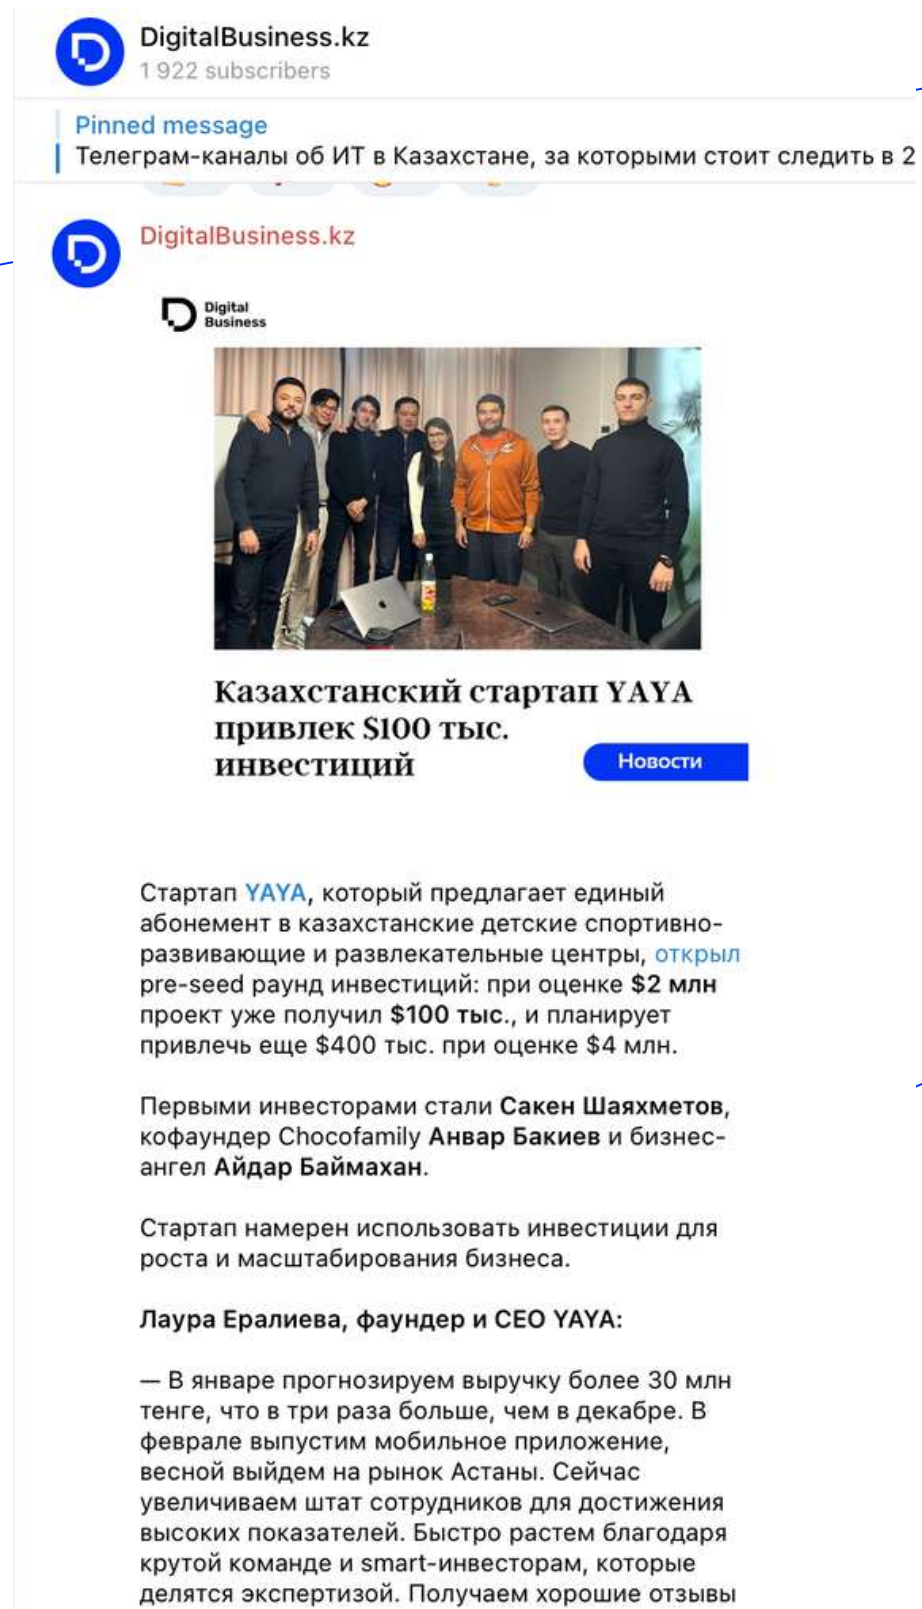 DigitalBusiness.kz
1 922 subscribers
Pinned message
Телеграм-каналы об ИТ в Казахстане, за которыми стоит следить в 2
DigitalBusiness.kz
Digital
Business
Казахстанский стартап YAYA
привлек $100 тыс.
инвестиций
Новости
Стартап YAYA, который предлагает единый
абонемент в казахстанские детские спортивно-
развивающие и развлекательные центры, открыл
pre-seed раунд инвестиций: при оценке $2 млн
проект уже получил $100 тыс., и планирует
привлечь еще $400 тыс. при оценке $4 млн.
Первыми инвесторами стали Сакен Шаяхметов,
кофаундер Chocofamily Анвар Бакиев и бизнес-
ангел Айдар Баймахан.
Стартап намерен использовать инвестиции для
роста и масштабирования бизнеса.
Лаура Ералиева, фаундер и CEO YAYA:
— В январе прогнозируем выручку более 30 млн
тенге, что в три раза больше, чем в декабре. В
феврале выпустим мобильное приложение,
весной выйдем на рынок Астаны. Сейчас
увеличиваем штат сотрудников для достижения
высоких показателей. Быстро растем благодаря
крутой команде и smart-инвесторам, которые
делятся экспертизой. Получаем хорошие отзывы